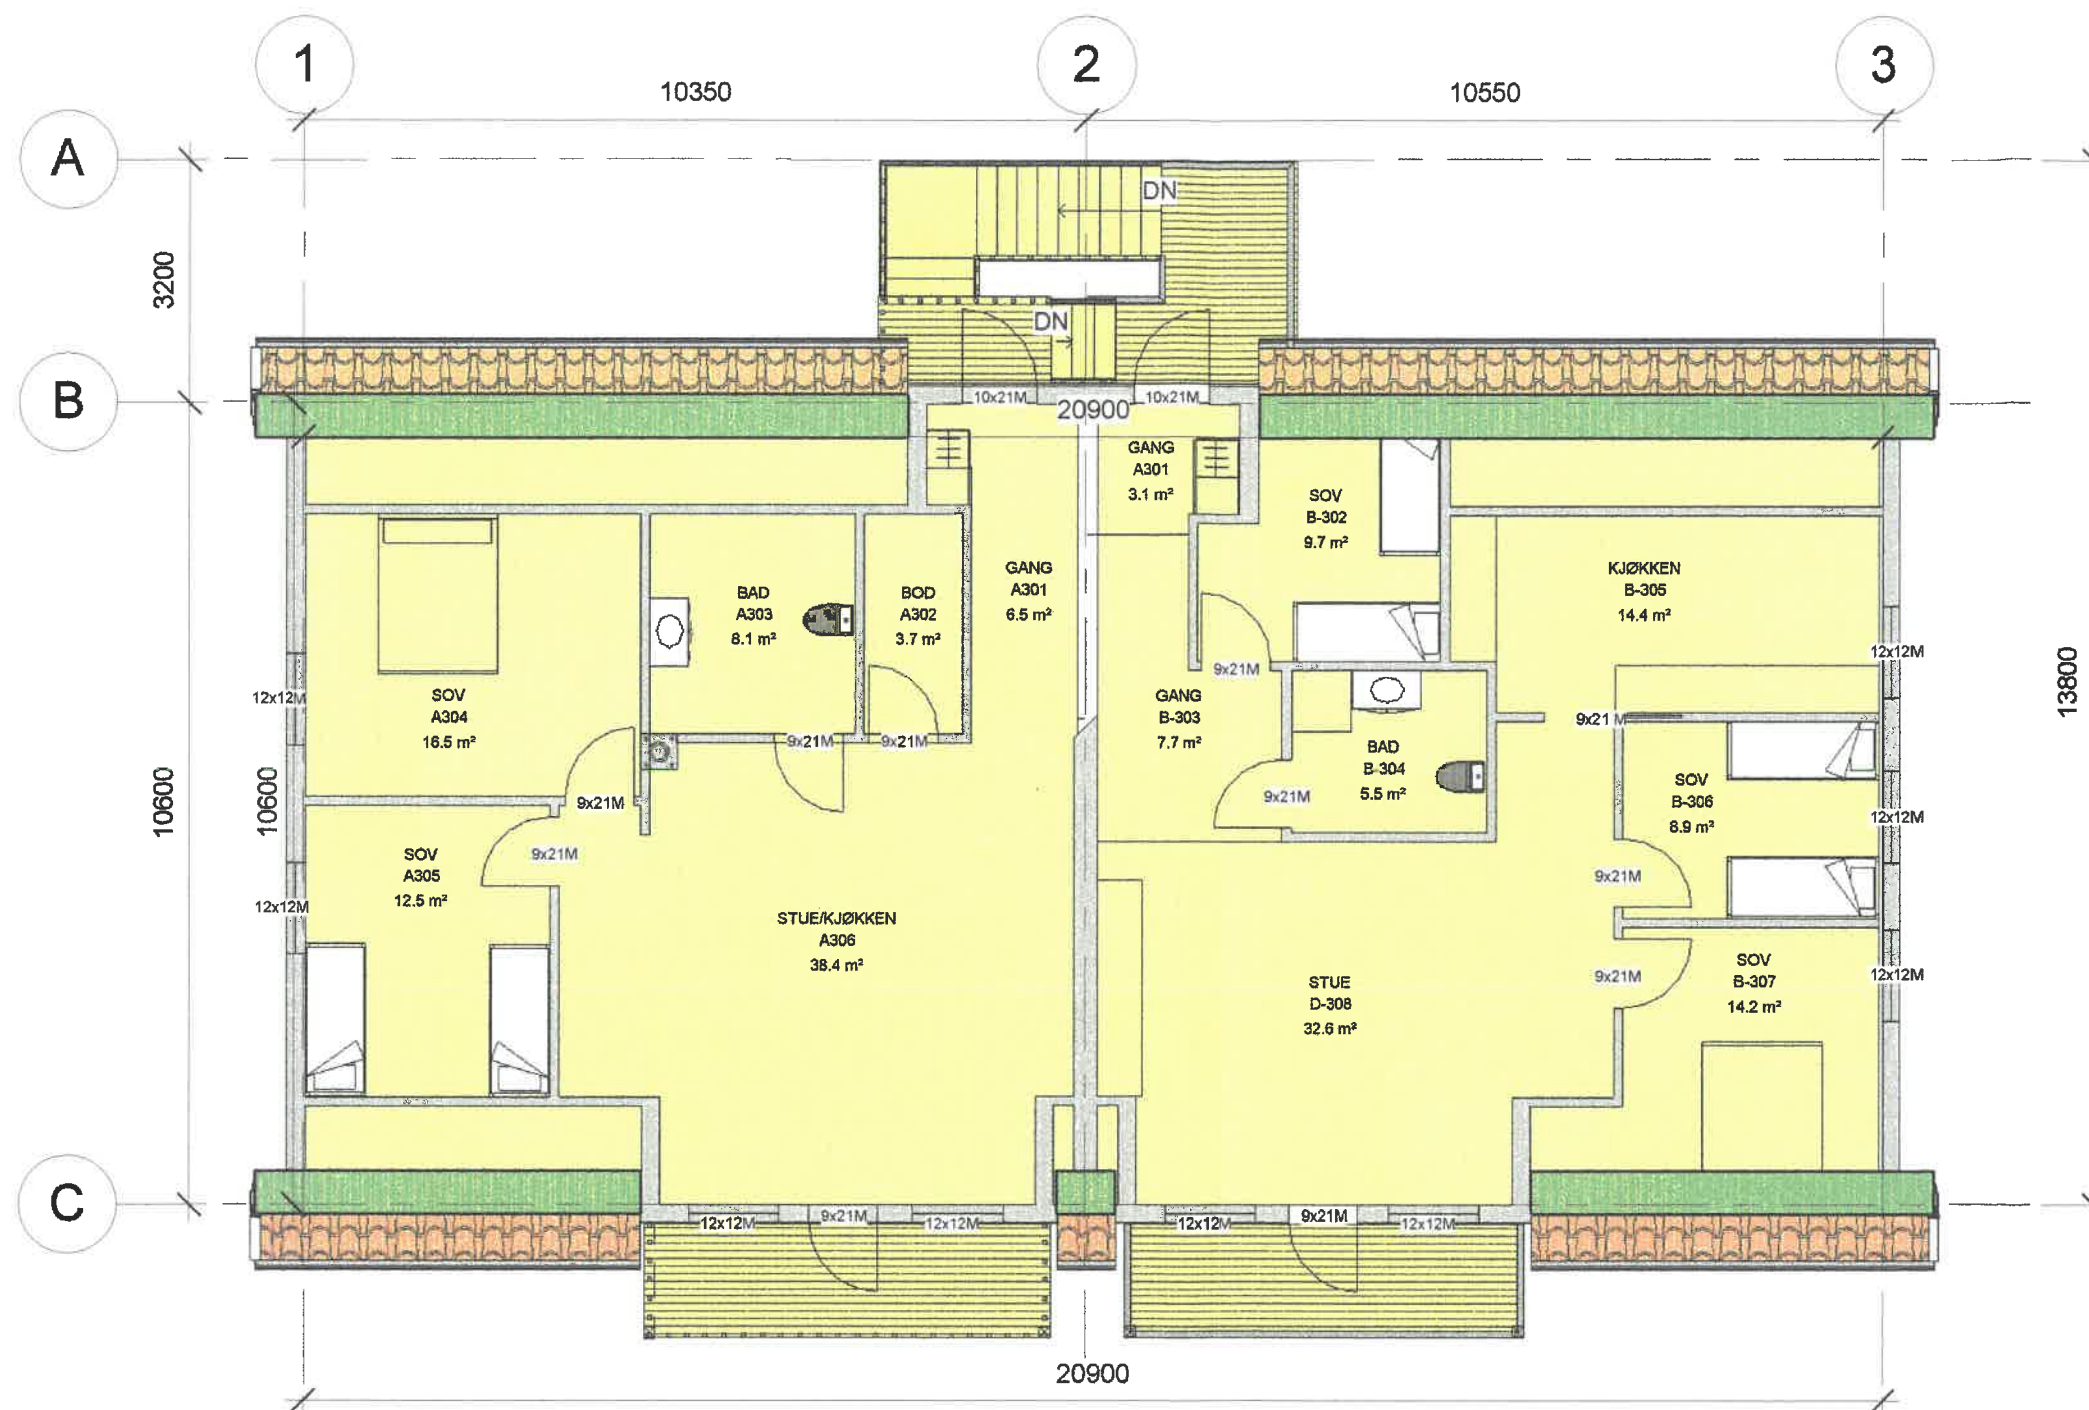 1
2
3
10350
10550
A
3200
DN
DN
B
10x21M
20900
10x21M
GANG
A301
3.1 m²
SOV
B-302
9.7 m²
GANG
A301
6.5 m²
KJØKKEN
B-305
14.4 m²
BAD
A303
8.1 m²
BOD
A302
3.7 m²
12x12M
SOV
A304
16.5 m²
9x21M
9x21M
9x21M
9x21M
GANG
B-303
7.7 m²
12x12M
13800
9x21 M
BAD
B-304
5.5 m²
9x21M
SOV
B-306
8.9 m²
12x12M
10600
10600
9x21M
SOV
A305
12.5 m²
12x12M
9x21M
STUE/KJØKKEN
A306
38.4 m²
9x21M
SOV
B-307
14.2 m²
12x12M
STUE
D-308
32.6 m²
C
12x12M
9x21M
12x12M
12x12M
9x21M
12x12M
20900